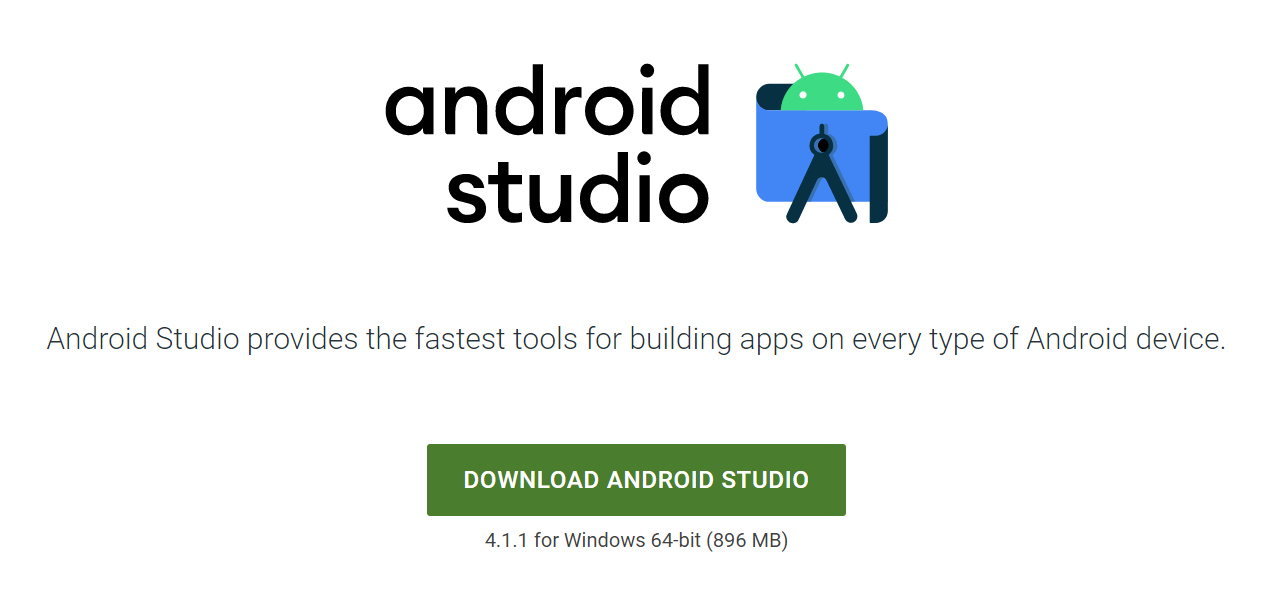 android
studio
Android Studio provides the fastest tools for building apps on every type of Android device.
DOWNLOAD ANDROID STUDIO
4.1.1 for Windows 64-bit (896 MB)